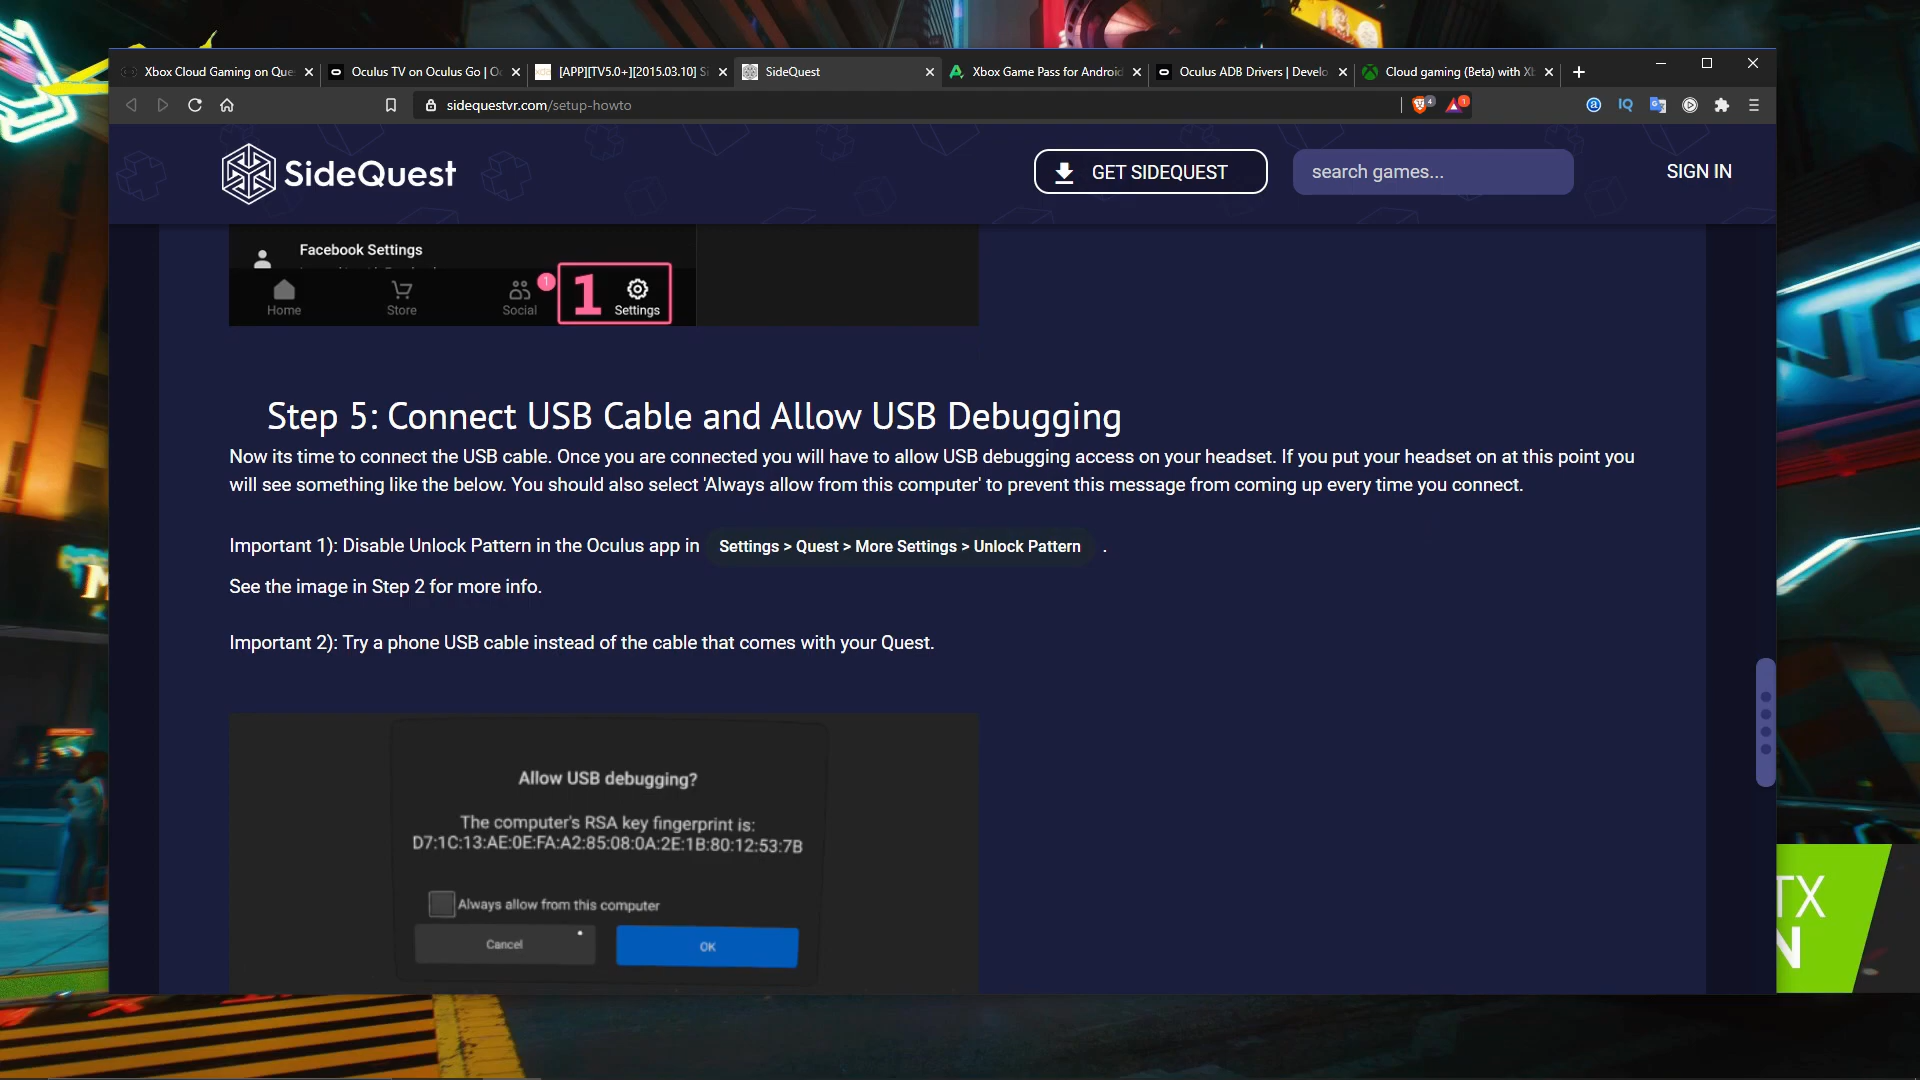 Xbox Cloud Gaming on Que
Oculus TV on Oculus Go | Oc
[APP][TV5.0+][2015.03.10] S
SideQuest
Xbox Game Pass for Android
Oculus ADB Drivers | Develo
Cloud gaming (Beta) with X
sidequestvr.com/setup-howto
SideQuest
GET SIDEQUEST
search games...
SIGN IN
Facebook Settings
Home
Store
Social
1
1
Settings
Step 5: Connect USB Cable and Allow USB Debugging
Now its time to connect the USB cable. Once you are connected you will have to allow USB debugging access on your headset. If you put your headset on at this point you
will see something like the below. You should also select 'Always allow from this computer' to prevent this message from coming up every time you connect.
Important 1): Disable Unlock Pattern in the Oculus app in Settings > Quest > More Settings > Unlock Pattern .
See the image in Step 2 for more info.
Important 2): Try a phone USB cable instead of the cable that comes with your Quest.
Allow USB debugging?
The computer's RSA key fingerprint is:
D7:1C:13:AE:0E:FA:A2:85:08:0A:2E:1B:80:12:53:7B
Always allow from this computer
Cancel
OK
TX
N